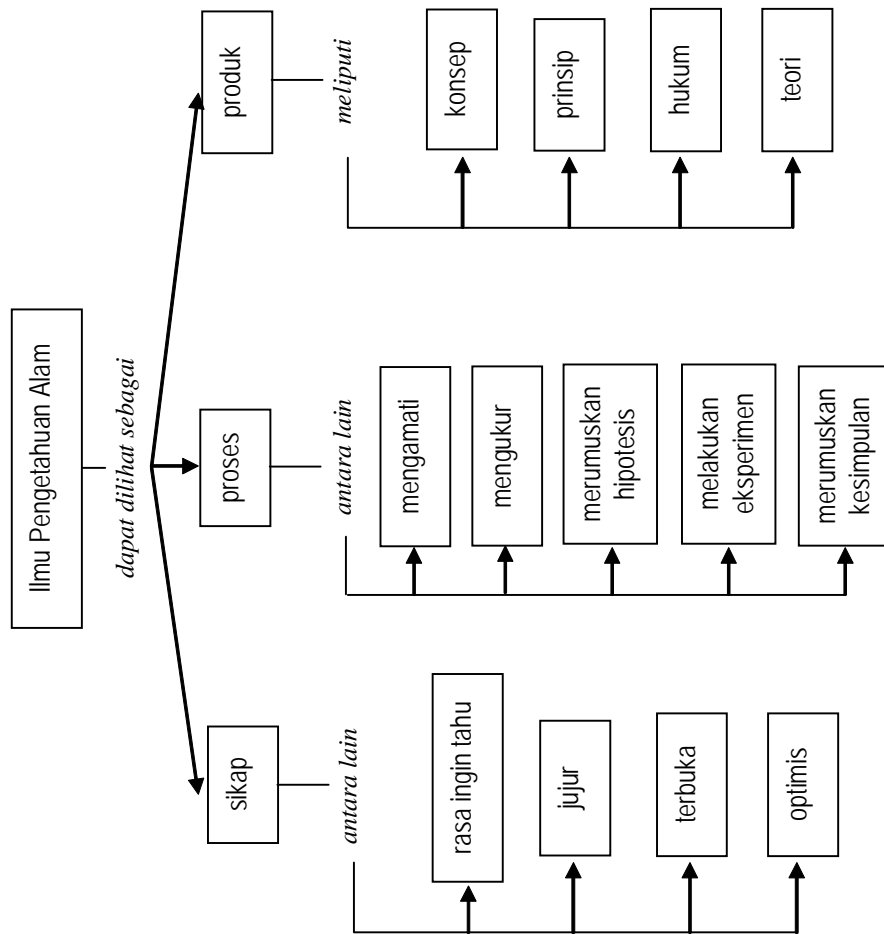 Ilmu Pengetahuan Alam
dapat dilihat sebagai
sikap
antara lain
rasa ingin tahu
jujur
terbuka
optimis
proses
antara lain
mengamati
mengukur
merumuskan
hipotesis
melakukan
eksperimen
merumuskan
kesimpulan
produk
meliputi
konsep
prinsip
hukum
teori